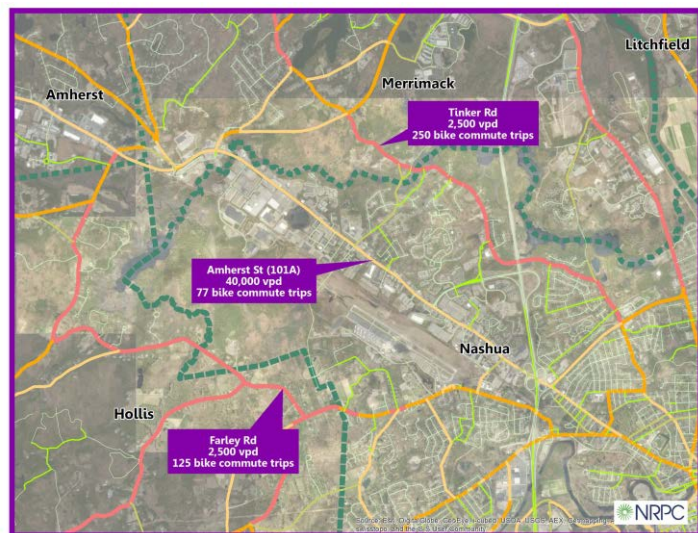 Litchfield
Merrimack
Amherst
Tinker Rd
2,500 vpd
250 bike commute trips
Amherst St (101A)
40,000 vpd
77 bike commute trips
Nashua
Hollis
Farley Rd
2,500 vpd
125 bike commute trips
NRPC